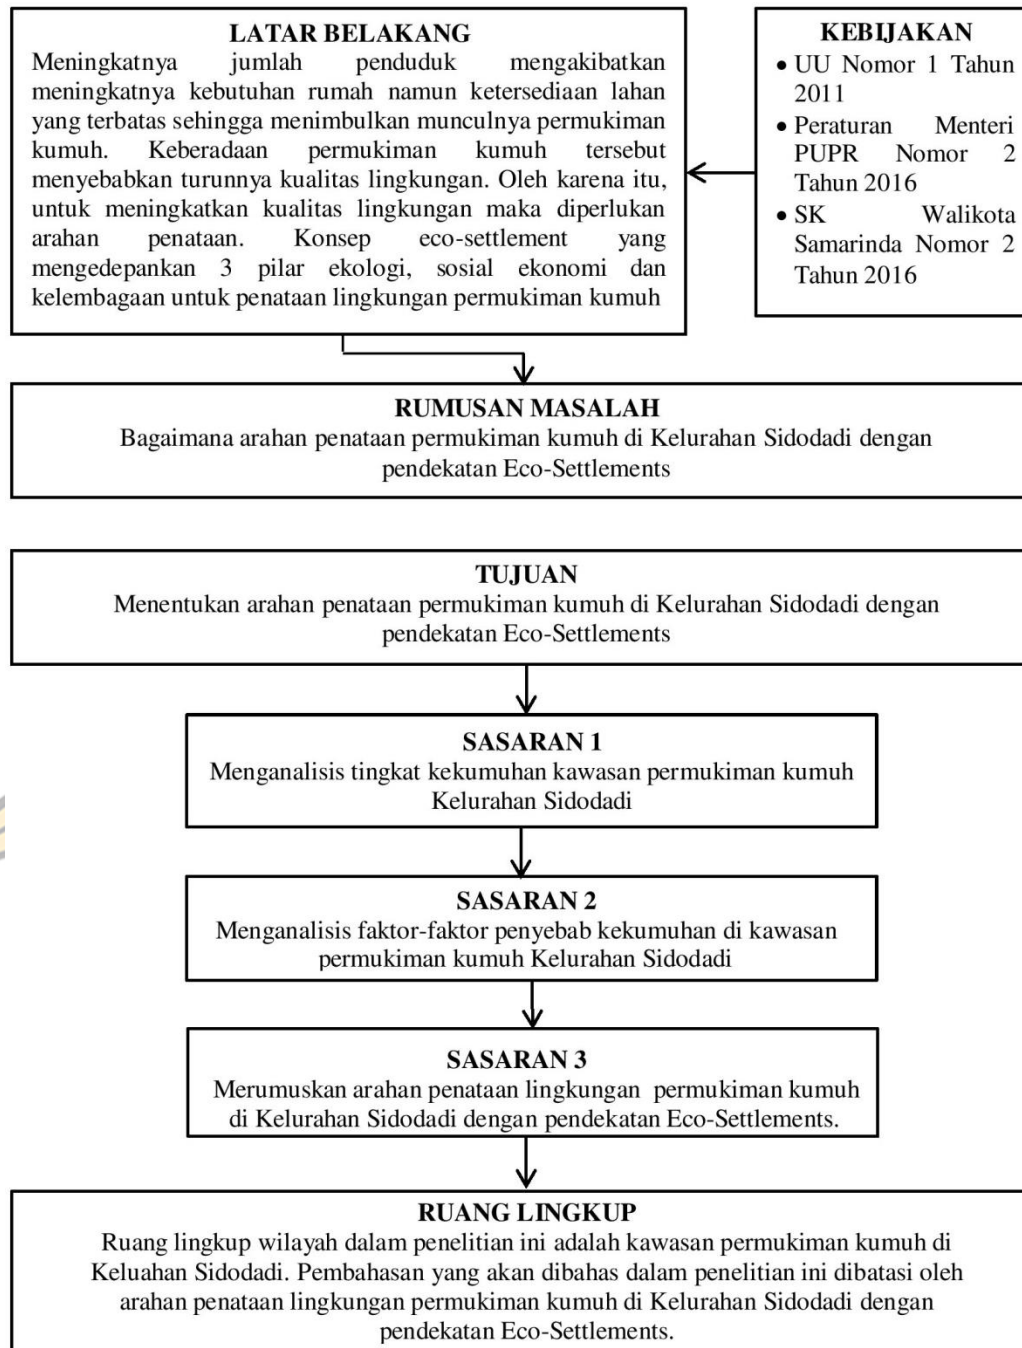 LATAR BELAKANG
Meningkatnya jumlah penduduk mengakibatkan
meningkatnya kebutuhan rumah namun ketersediaan lahan
yang terbatas sehingga menimbulkan munculnya permukiman
kumuh. Keberadaan permukiman kumuh tersebut
menyebabkan turunnya kualitas lingkungan. Oleh karena itu,
untuk meningkatkan kualitas lingkungan maka diperlukan
arahan penataan. Konsep eco-settlement yang
mengedepankan 3 pilar ekologi, sosial ekonomi dan
kelembagaan untuk penataan lingkungan permukiman kumuh
KEBIJAKAN
• UU Nomor 1 Tahun
2011
• Peraturan Menteri
PUPR Nomor 2
Tahun 2016
• SK Walikota
Samarinda Nomor 2
Tahun 2016
RUMUSAN MASALAH
Bagaimana arahan penataan permukiman kumuh di Kelurahan Sidodadi dengan
pendekatan Eco-Settlements
TUJUAN
Menentukan arahan penataan permukiman kumuh di Kelurahan Sidodadi dengan
pendekatan Eco-Settlements
SASARAN 1
Menganalisis tingkat kekumuhan kawasan permukiman kumuh
Kelurahan Sidodadi
SASARAN 2
Menganalisis faktor-faktor penyebab kekumuhan di kawasan
permukiman kumuh Kelurahan Sidodadi
SASARAN 3
Merumuskan arahan penataan lingkungan permukiman kumuh
di Kelurahan Sidodadi dengan pendekatan Eco-Settlements.
RUANG LINGKUP
Ruang lingkup wilayah dalam penelitian ini adalah kawasan permukiman kumuh di
Keluahan Sidodadi. Pembahasan yang akan dibahas dalam penelitian ini dibatasi oleh
arahan penataan lingkungan permukiman kumuh di Kelurahan Sidodadi dengan
pendekatan Eco-Settlements.